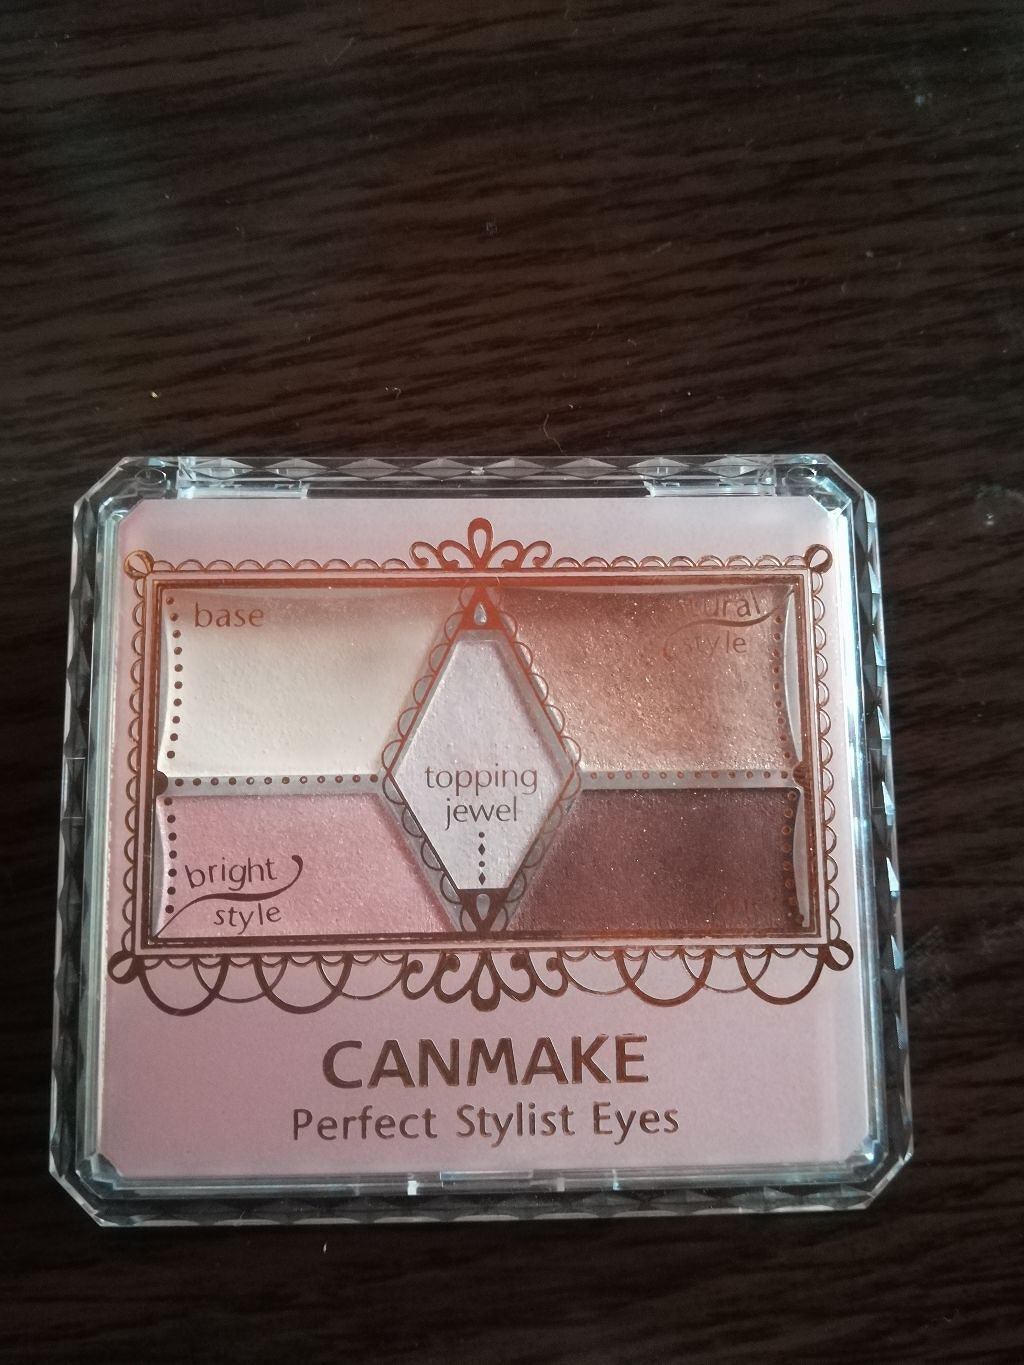 base
style
topping
jewel
bright
style
CANMAKE
Perfect Stylist Eyes